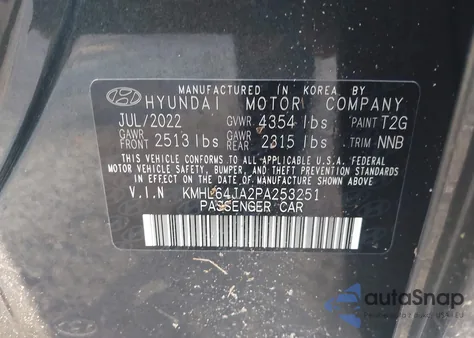 MANUFACTURED IN KOREA BY
HYUNDAI MOTOR COMPANY
JUL/2022 GVWR 4354 lbs PAINT T2G
GAWR FRONT 2513 lbs GAWR REAR 2315 lbs TRIM NNB
THIS VEHICLE CONFORMS TO ALL APPLICABLE U.S.A. FEDERAL
MOTOR VEHICLE SAFETY, BUMPER, AND THEFT PREVENTION STANDARDS
IN EFFECT ON THE DATE OF MANUFACTURE SHOWN ABOVE.
V.I.N KMHL64JA2PA253251
PASSENGER CAR
autoSnap